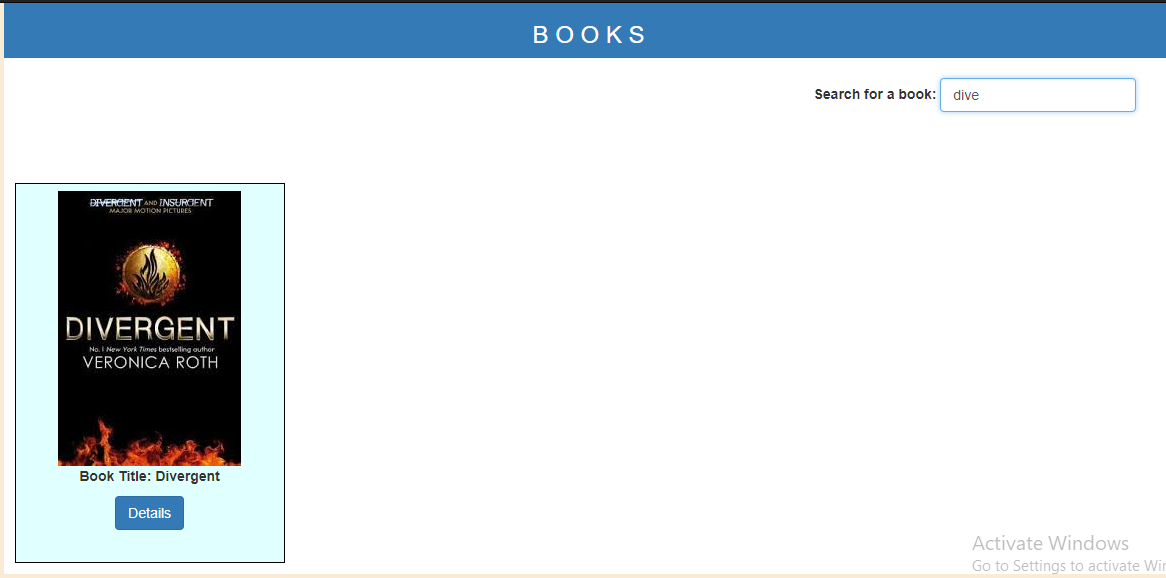 BOOKS
Search for a book: dive
DIVERGENT AND INSURGENT
MAJOR MOTION PICTURES
DIVERGENT
No. 1 New York Times bestselling author
VERONICA ROTH
Book Title: Divergent
Details
Activate Windows
Go to Settings to activate Wi